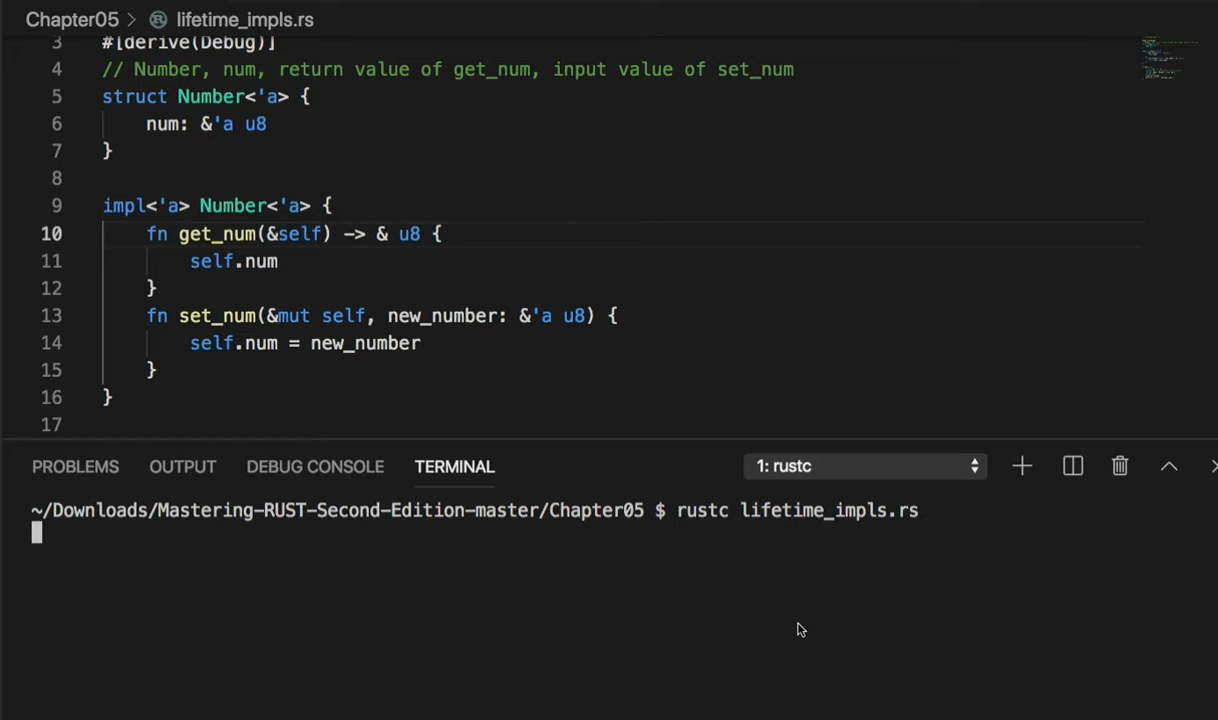 Chapter05 > lifetime_impls.rs
3 #[derive(Debug)]
4 // Number, num, return value of get_num, input value of set_num
5 struct Number<'a> {
6 num: &'a u8
7 }
8
9 impl<'a> Number<'a> {
10 fn get_num(&self) -> & u8 {
11 self.num
12 }
13 fn set_num(&mut self, new_number: &'a u8) {
14 self.num = new_number
15 }
16 }
17
PROBLEMS OUTPUT DEBUG CONSOLE TERMINAL 1: rustc
~/Downloads/Mastering-RUST-Second-Edition-master/Chapter05 $ rustc lifetime_impls.rs